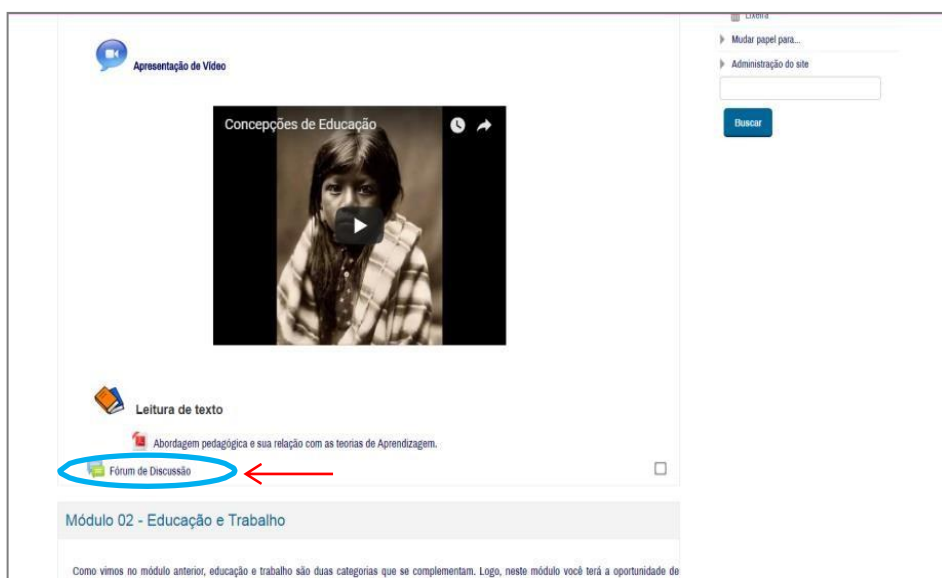 Lixeira
Mudar papel para...
Administração do site
Buscar
Apresentação de Vídeo
Concepções de Educação
Leitura de texto
Abordagem pedagógica e sua relação com as teorias de Aprendizagem.
Fórum de Discussão
Módulo 02 - Educação e Trabalho
Como vimos no módulo anterior, educação e trabalho são duas categorias que se complementam. Logo, neste módulo você terá a oportunidade de